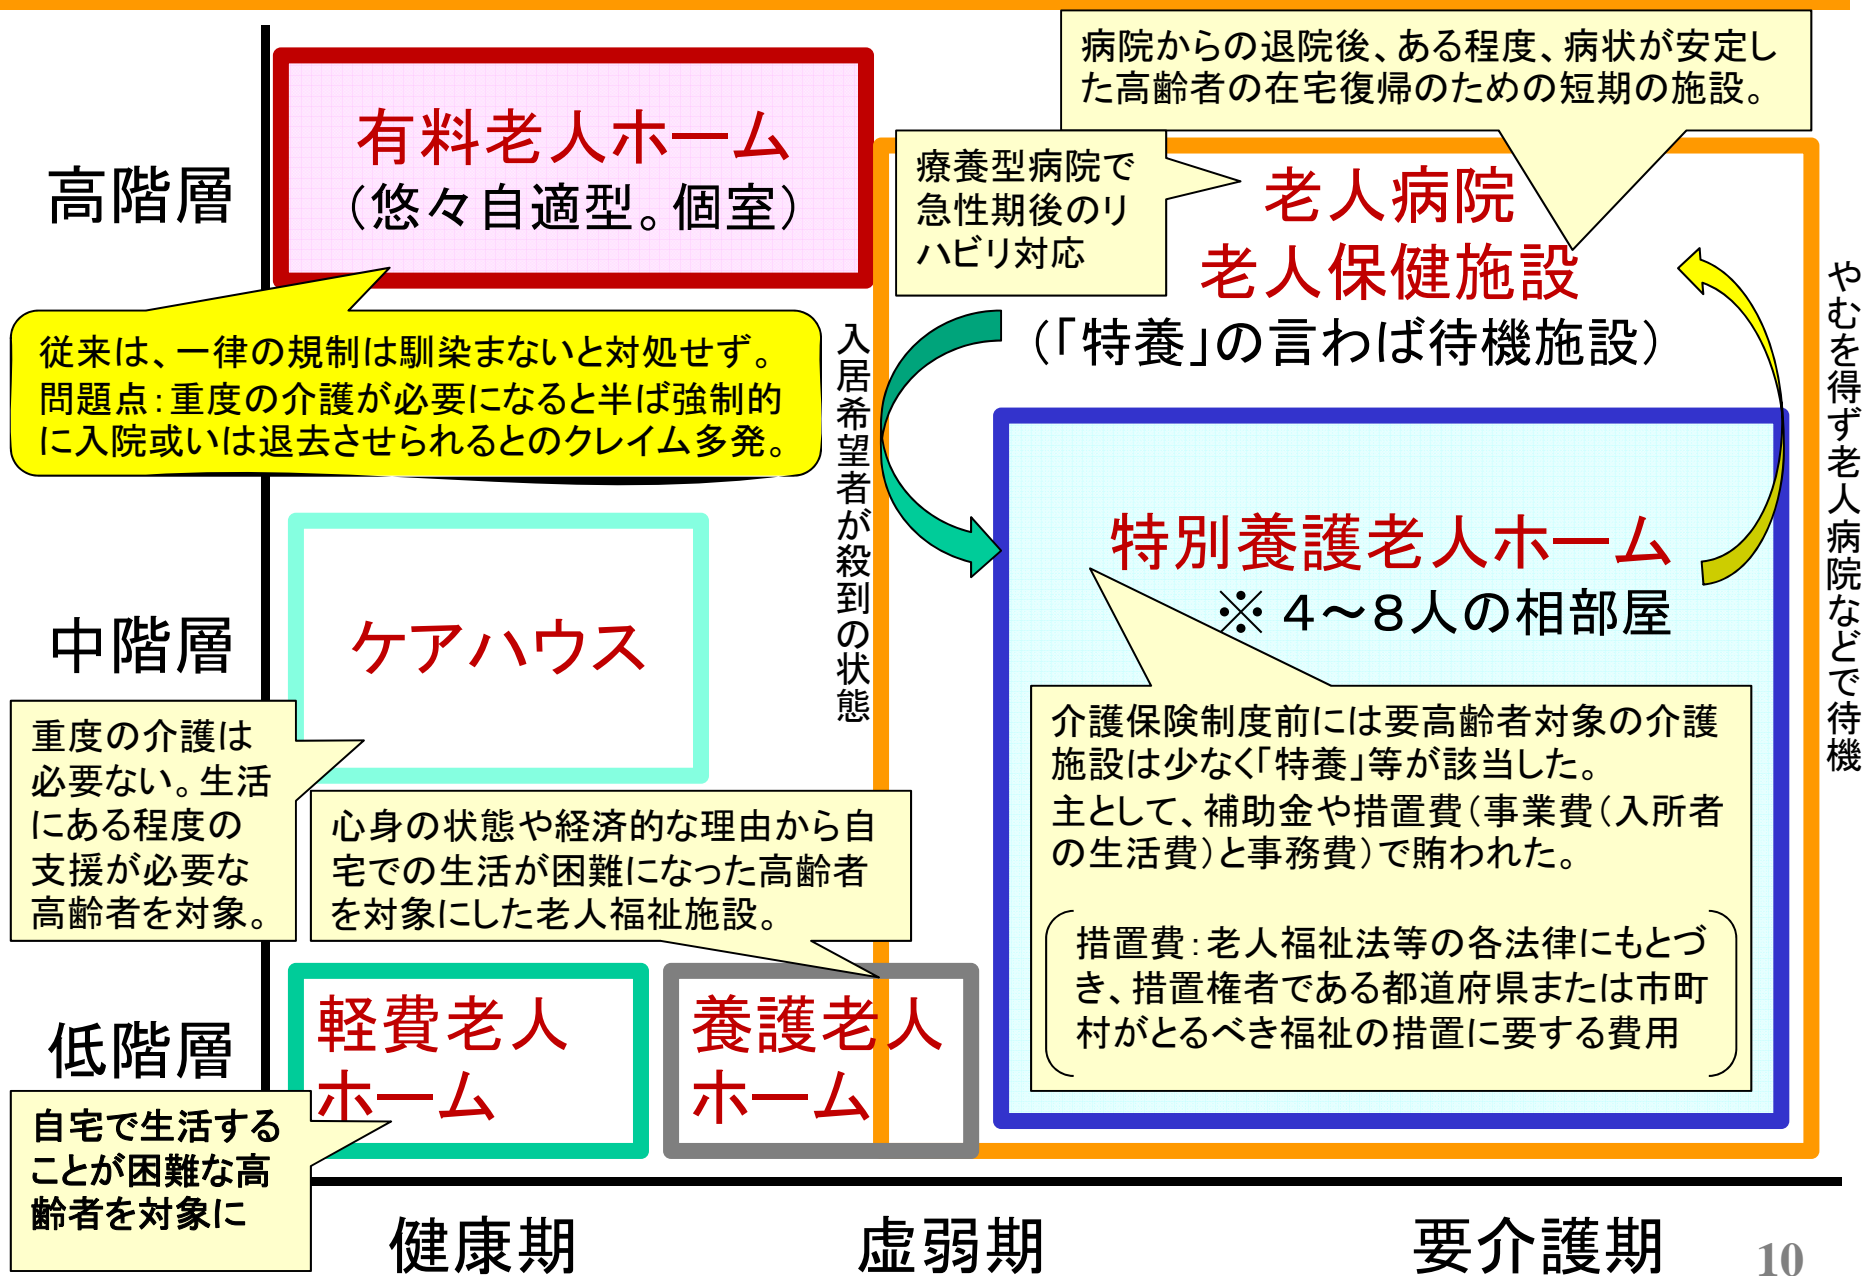 病院からの退院後、ある程度、病状が安定し
た高齢者の在宅復帰のための短期の施設。
有料老人ホーム
（悠々自適型。個室）
高階層
療養型病院で
急性期後のリ
ハビリ対応
老人病院
老人保健施設
（「特養」の言わば待機施設）
従来は、一律の規制は馴染まないと対処せず。
問題点：重度の介護が必要になると半ば強制的
に入院或いは退去させられるとのクレイム多発。
入居希望者が殺到の状態
やむを得ず老人病院などで待機
特別養護老人ホーム
※４～８人の相部屋
中階層
ケアハウス
重度の介護は
必要ない。生活
にある程度の
支援が必要な
高齢者を対象。
心身の状態や経済的な理由から自
宅での生活が困難になった高齢者
を対象にした老人福祉施設。
介護保険制度前には要高齢者対象の介護
施設は少なく「特養」等が該当した。
主として、補助金や措置費（事業費（入所者
の生活費）と事務費）で賄われた。
措置費：老人福祉法等の各法律にもとづ
き、措置権者である都道府県または市町
村がとるべき福祉の措置に要する費用
低階層
軽費老人
ホーム
養護老人
ホーム
自宅で生活する
ことが困難な高
齢者を対象に
健康期
虚弱期
要介護期
10